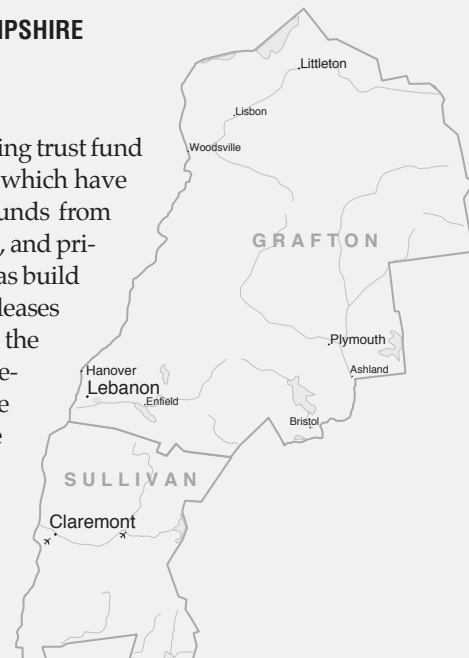 IPSHIRE
ing trust fund
which have
unds from
, and pri-
as build
leases
the
e-
e
e
Littleton
Lisbon
Woodsville
GRAFTON
Plymouth
Ashland
Hanover
Lebanon
Enfield
Bristol
SULLIVAN
Claremont